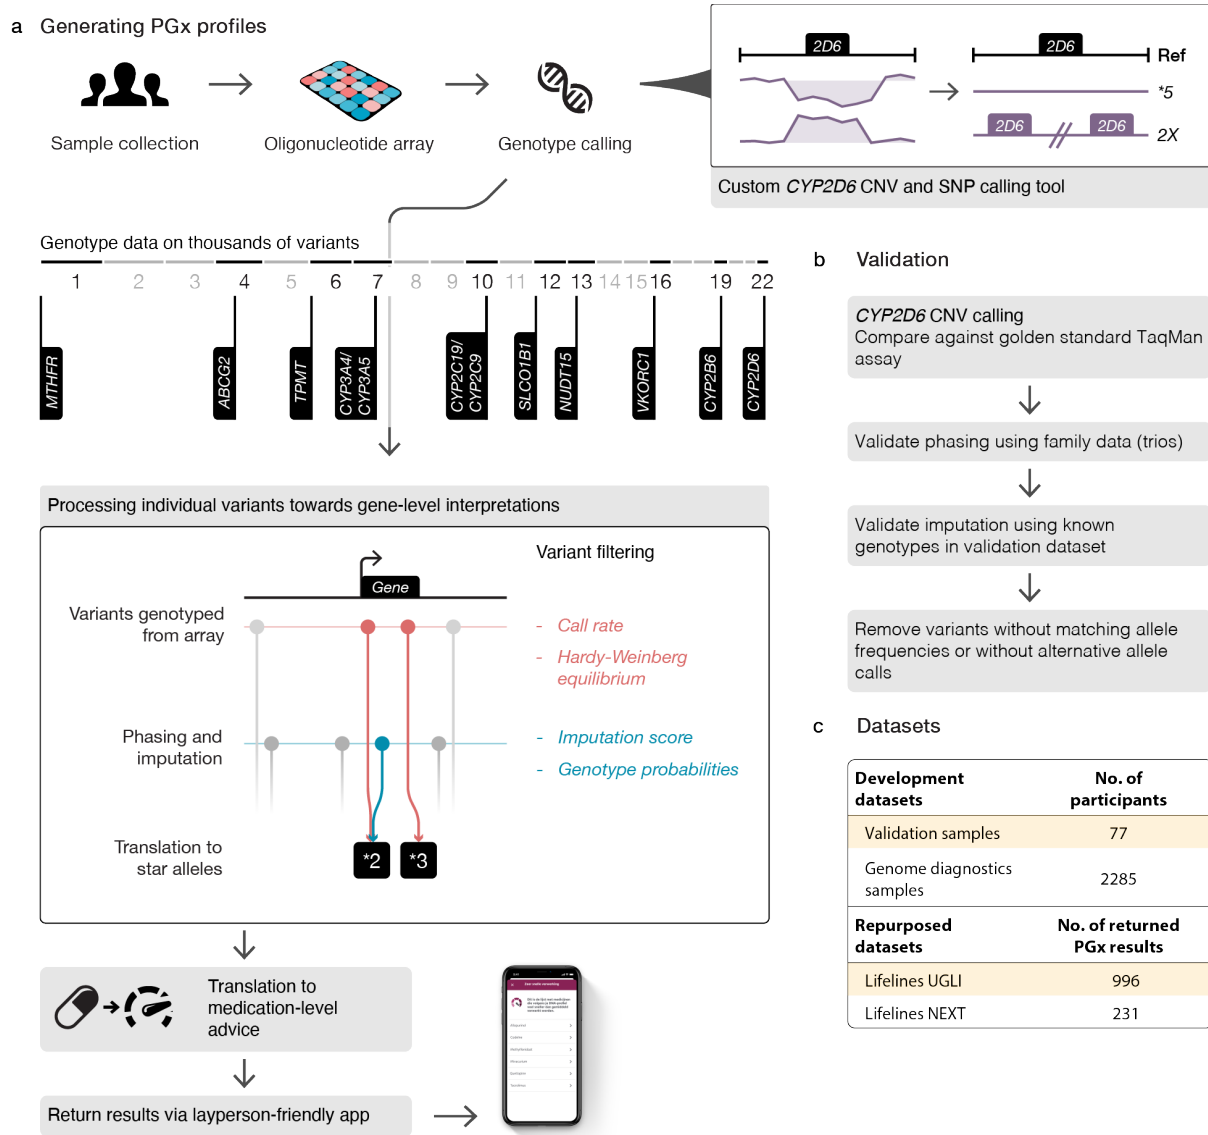 a Generating PGx profiles
Sample collection
Oligonucleotide array
Genotype calling
2D6
2D6
Ref
*5
2D6
2D6
2X
Custom CYP2D6 CNV and SNP calling tool
Genotype data on thousands of variants
1 2 3 4 5 6 7 8 9 10 11 12 13 14 15 16 19 22
MTHFR
ABCG2
TPMT
CYP3A4/
CYP3A5
CYP2C19/
CYP2C9
SLCO1B1
NUDT15
VKORC1
CYP2B6
CYP2D6
Processing individual variants towards gene-level interpretations
Variant filtering
Gene
Variants genotyped
from array
- Call rate
- Hardy-Weinberg
equilibrium
Phasing and
imputation
- Imputation score
- Genotype probabilities
Translation to
star alleles
*2
*3
Translation to
medication-level
advice
Return results via layperson-friendly app
b Validation
CYP2D6 CNV calling
Compare against golden standard TaqMan
assay
Validate phasing using family data (trios)
Validate imputation using known
genotypes in validation dataset
Remove variants without matching allele
frequencies or without alternative allele
calls
c Datasets
Development
datasets
No. of
participants
Validation samples 77
Genome diagnostics
samples
2285
Repurposed
datasets
No. of returned
PGx results
Lifelines UGLI 996
Lifelines NEXT 231